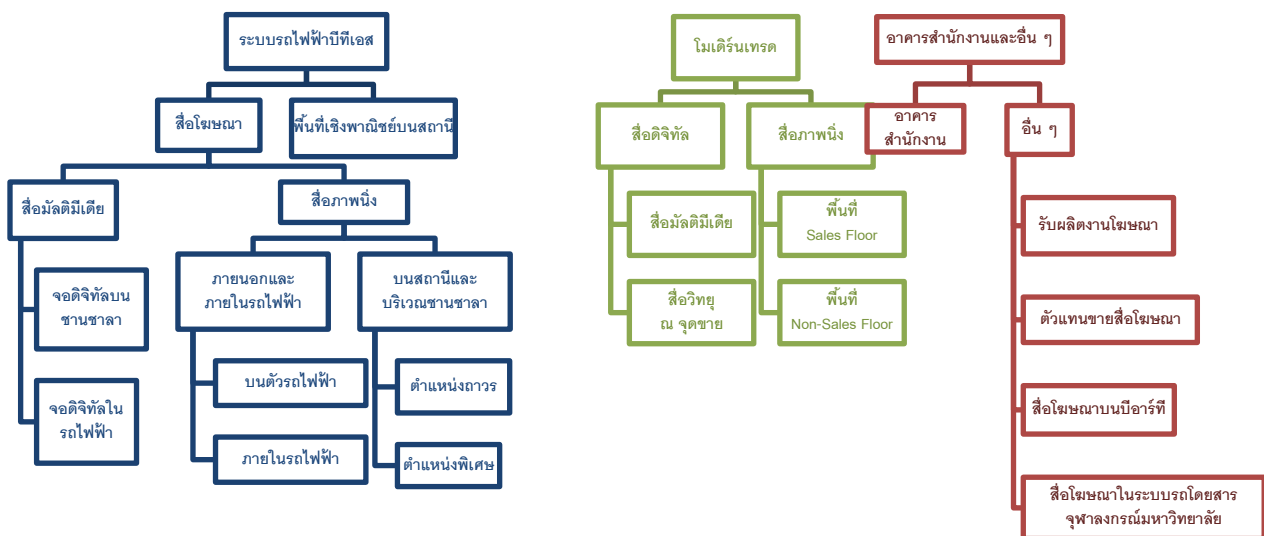 ระบบรถไฟฟ้าบีทีเอส
สื่อโฆษณา
พื้นที่เชิงพาณิชย์บนสถานี
สื่อมัลติมีเดีย
สื่อภาพนิ่ง
จอดิจิทัลบน
ชานชาลา
จอดิจิทัลใน
รถไฟฟ้า
ภายนอกและ
ภายในรถไฟฟ้า
บนตัวรถไฟฟ้า
ภายในรถไฟฟ้า
บนสถานีและ
บริเวณชานชาลา
ตำแหน่งถาวร
ตำแหน่งพิเศษ
โมเดิร์นเทรด
สื่อดิจิทัล
สื่อภาพนิ่ง
สื่อมัลติมีเดีย
สื่อวิทยุ
ณ จุดขาย
พื้นที่
Sales Floor
พื้นที่
Non-Sales Floor
อาคารสำนักงานและอื่น ๆ
อาคาร
สำนักงาน
อื่น ๆ
รับผลิตงานโฆษณา
ตัวแทนขายสื่อโฆษณา
สื่อโฆษณาบนบีอาร์ที
สื่อโฆษณาในระบบรถโดยสาร
จุฬาลงกรณ์มหาวิทยาลัย